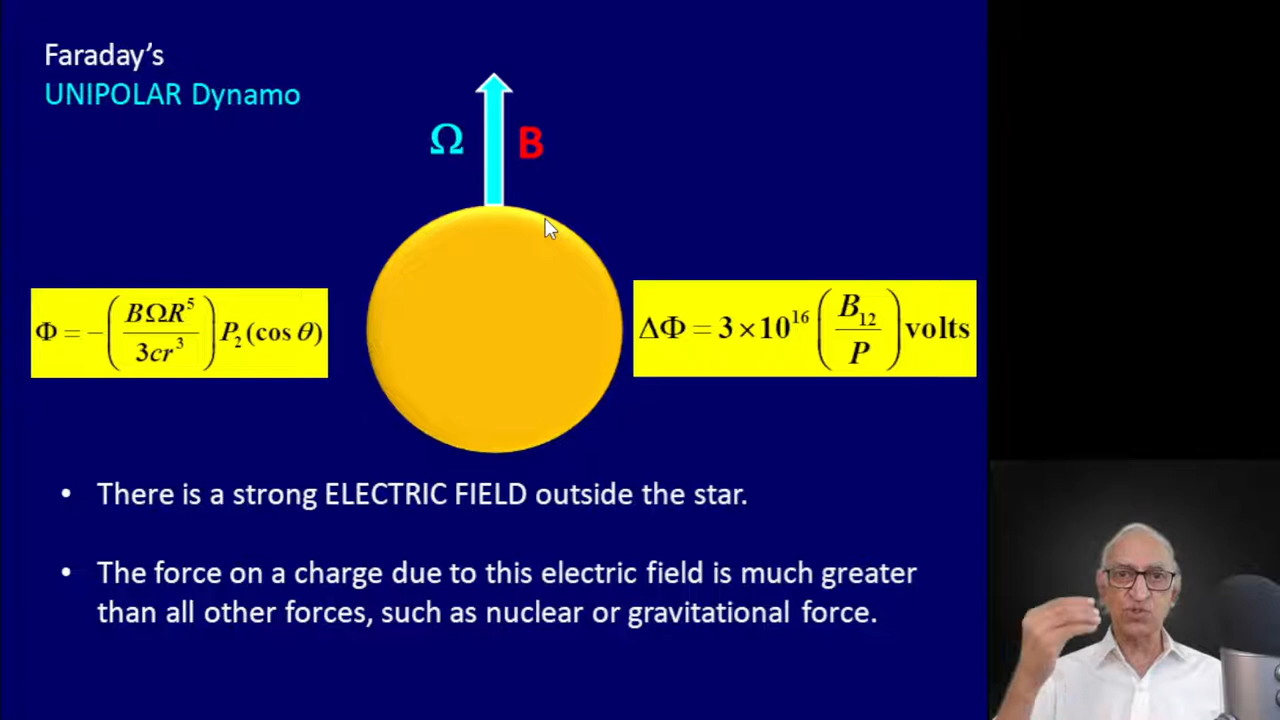 Faraday's
UNIPOLAR Dynamo
Ω B
Φ = −(BΩR⁵/3cr³) P₂(cos θ)
ΔΦ = 3×10¹⁶ (B₁₂/P) volts
• There is a strong ELECTRIC FIELD outside the star.
• The force on a charge due to this electric field is much greater
than all other forces, such as nuclear or gravitational force.